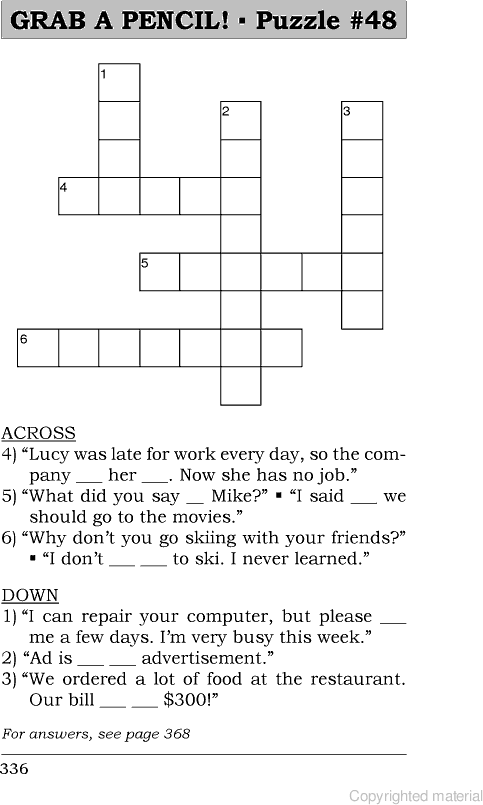 GRAB A PENCIL! ▪ Puzzle #48
1
2
3
4
5
6
ACROSS
4) “Lucy was late for work every day, so the com-
pany ___ her ___. Now she has no job.”
5) “What did you say __ Mike?” ▪ “I said ___ we
should go to the movies.”
6) “Why don’t you go skiing with your friends?”
▪ “I don’t ___ ___ to ski. I never learned.”
DOWN
1) “I can repair your computer, but please ___
me a few days. I’m very busy this week.”
2) “Ad is ___ ___ advertisement.”
3) “We ordered a lot of food at the restaurant.
Our bill ___ ___ $300!”
For answers, see page 368
336
Copyrighted material